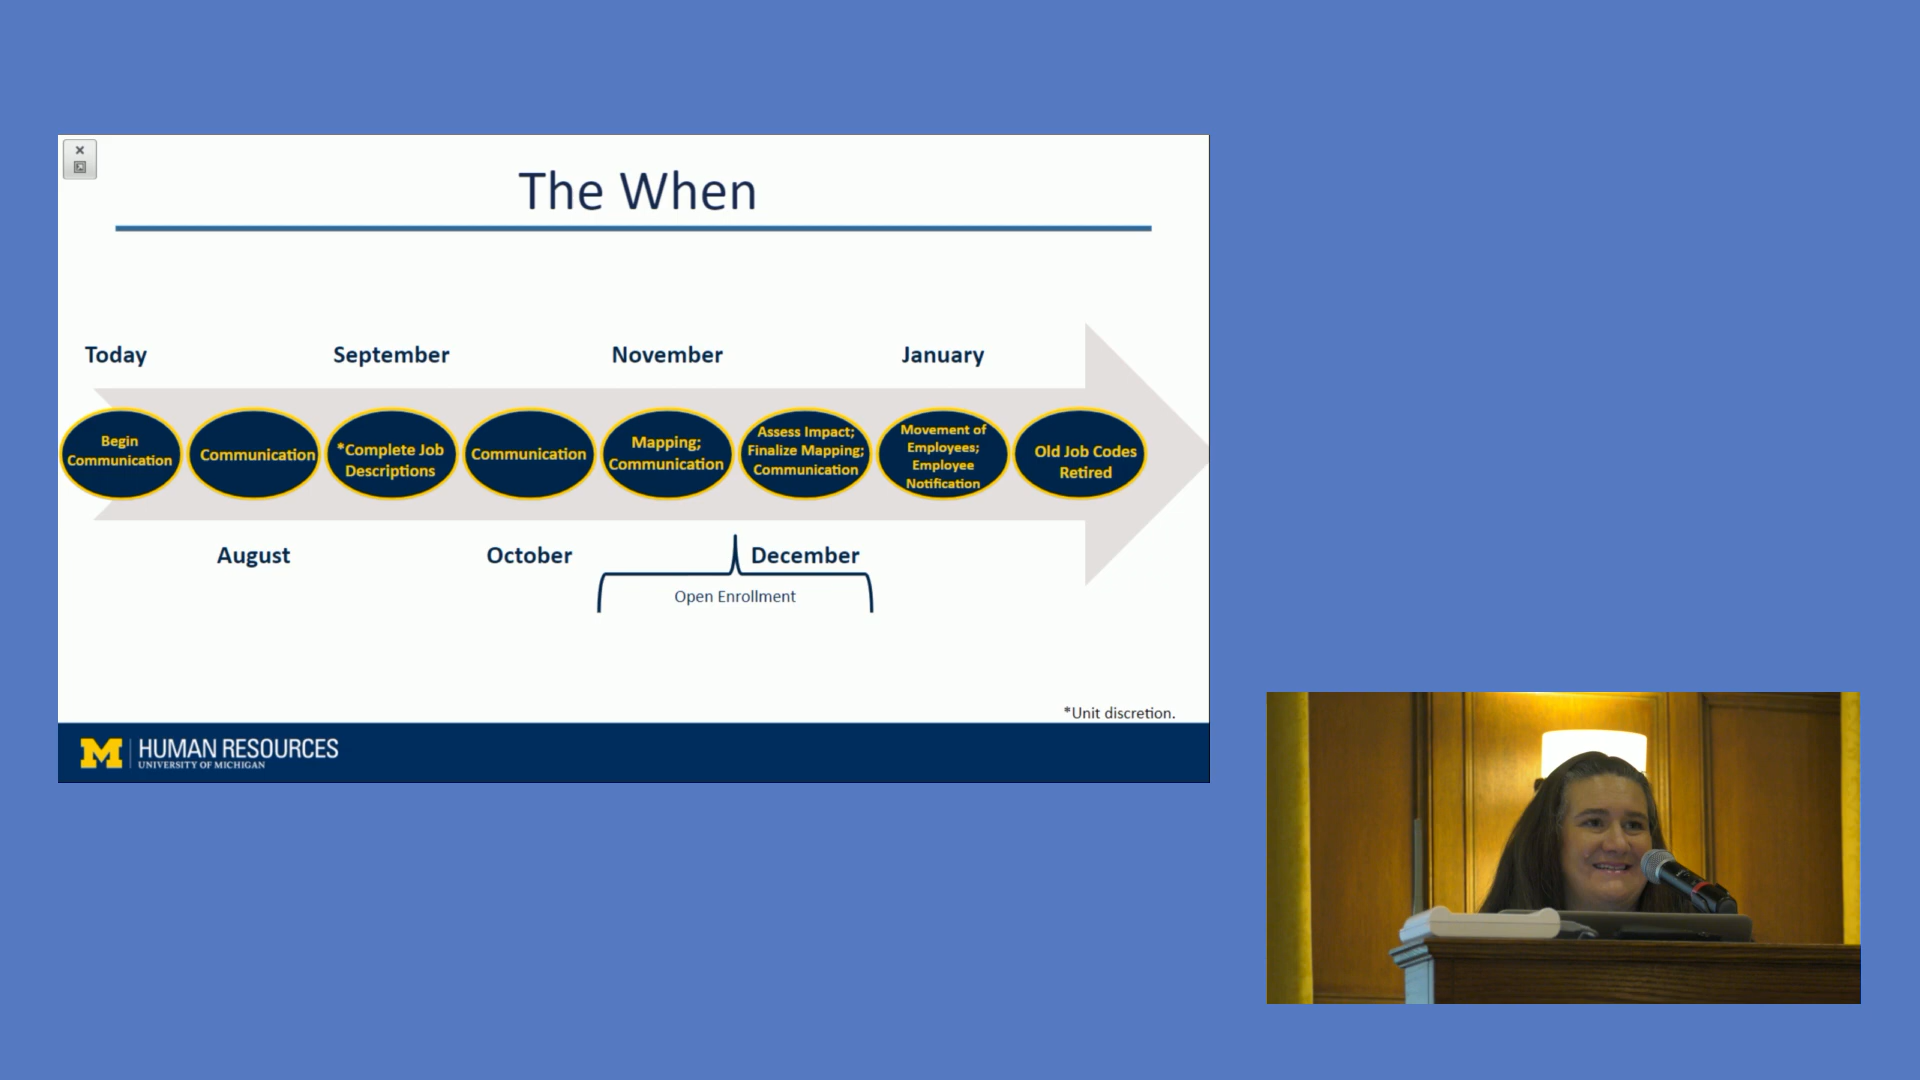 The When
Today
September
November
January
Begin
Communication
Communication
*Complete Job
Descriptions
Communication
Mapping;
Communication
Assess Impact;
Finalize Mapping;
Communication
Movement of
Employees;
Employee
Notification
Old Job Codes
Retired
August
October
December
Open Enrollment
*Unit discretion.
M
HUMAN RESOURCES
UNIVERSITY OF MICHIGAN